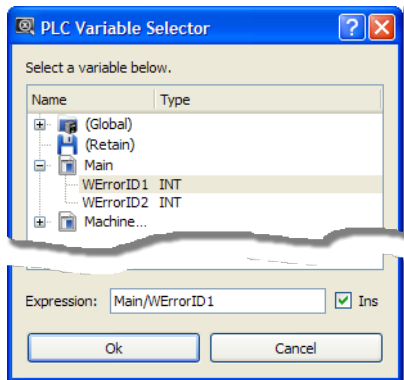 PLC Variable Selector
Select a variable below.
Name Type
(Global)
(Retain)
Main
WErrorID1 INT
WErrorID2 INT
Machine...
Expression: Main/WErrorID1 Ins
Ok Cancel